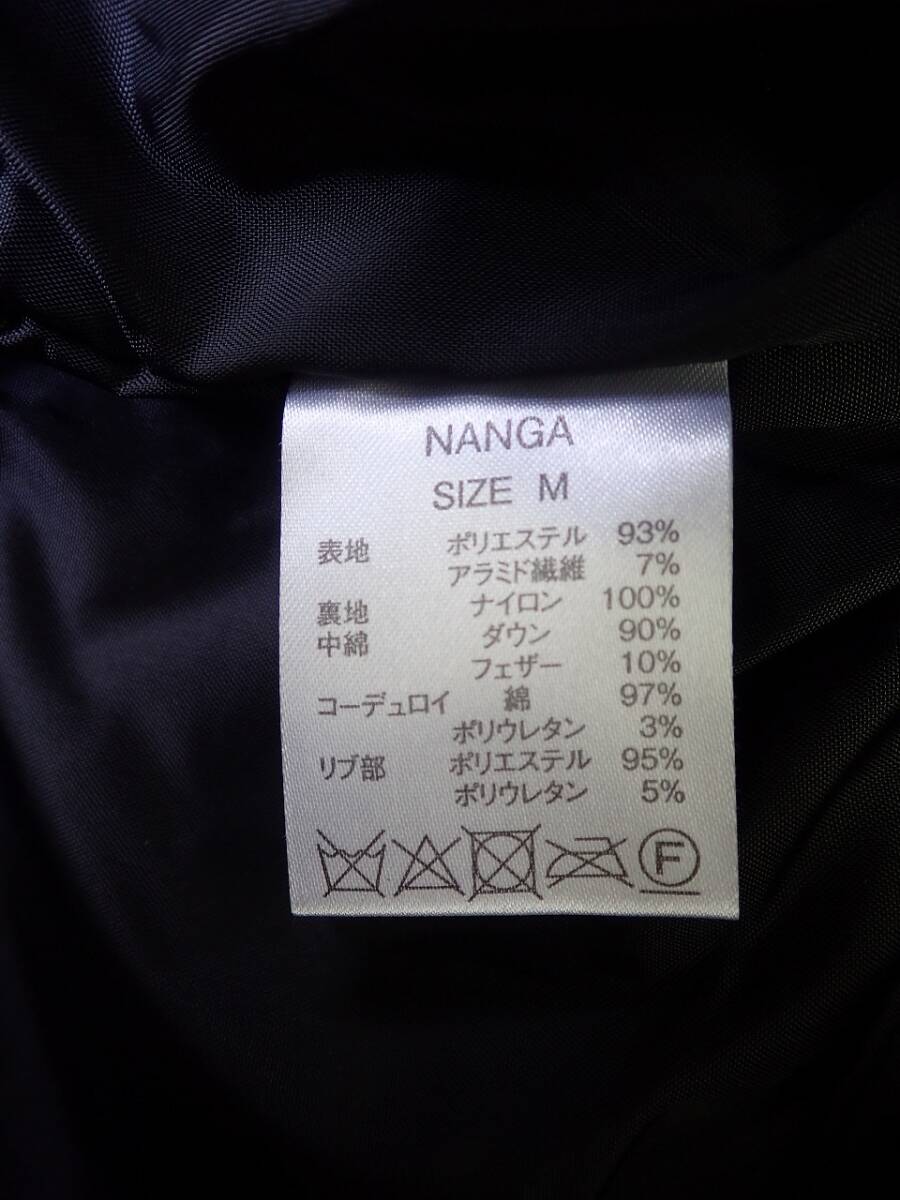 NANGA
SIZE M
表地 ポリエステル 93%
アラミド繊維 7%
裏地 ナイロン 100%
中綿 ダウン 90%
フェザー 10%
コーデュロイ 綿 97%
ポリウレタン 3%
リブ部 ポリエステル 95%
ポリウレタン 5%
F